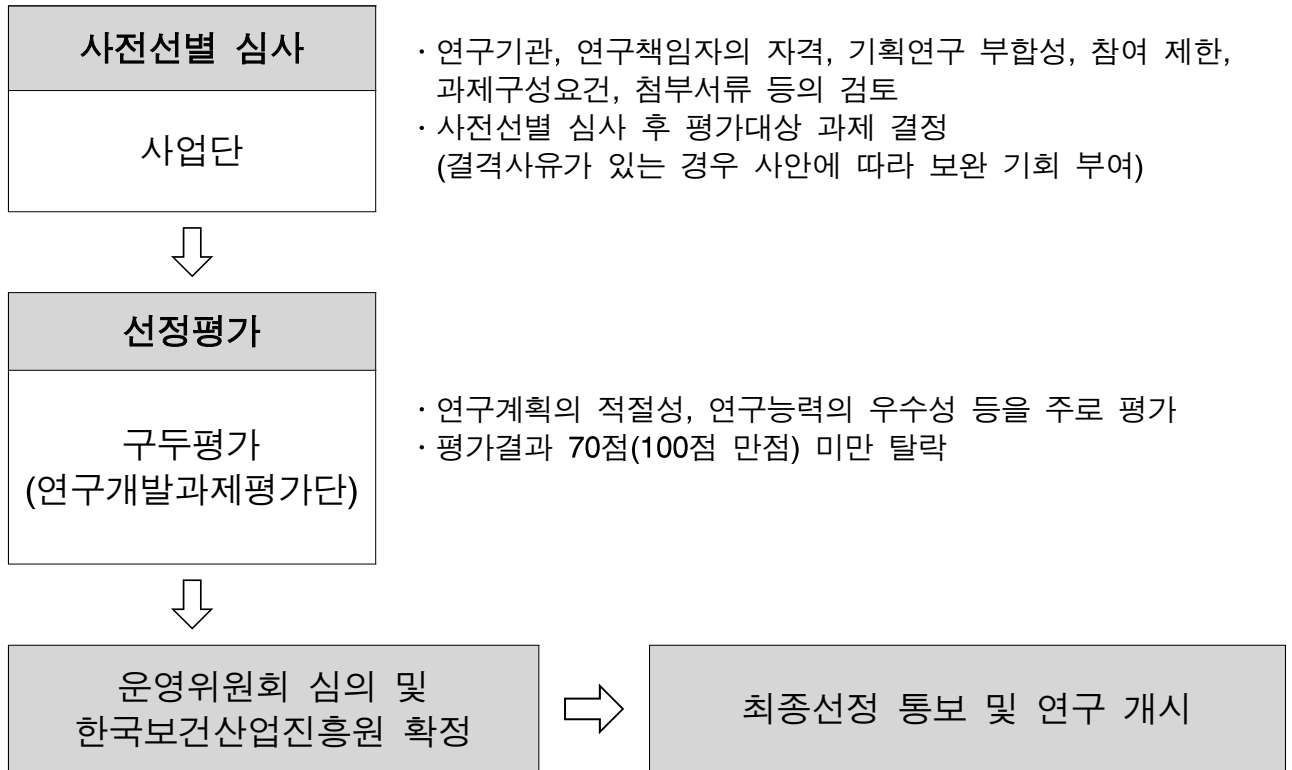 사전선별 심사
사업단
· 연구기관, 연구책임자의 자격, 기획연구 부합성, 참여 제한,
과제구성요건, 첨부서류 등의 검토
· 사전선별 심사 후 평가대상 과제 결정
(결격사유가 있는 경우 사안에 따라 보완 기회 부여)
선정평가
구두평가
(연구개발과제평가단)
· 연구계획의 적절성, 연구능력의 우수성 등을 주로 평가
· 평가결과 70점(100점 만점) 미만 탈락
운영위원회 심의 및
한국보건산업진흥원 확정
최종선정 통보 및 연구 개시